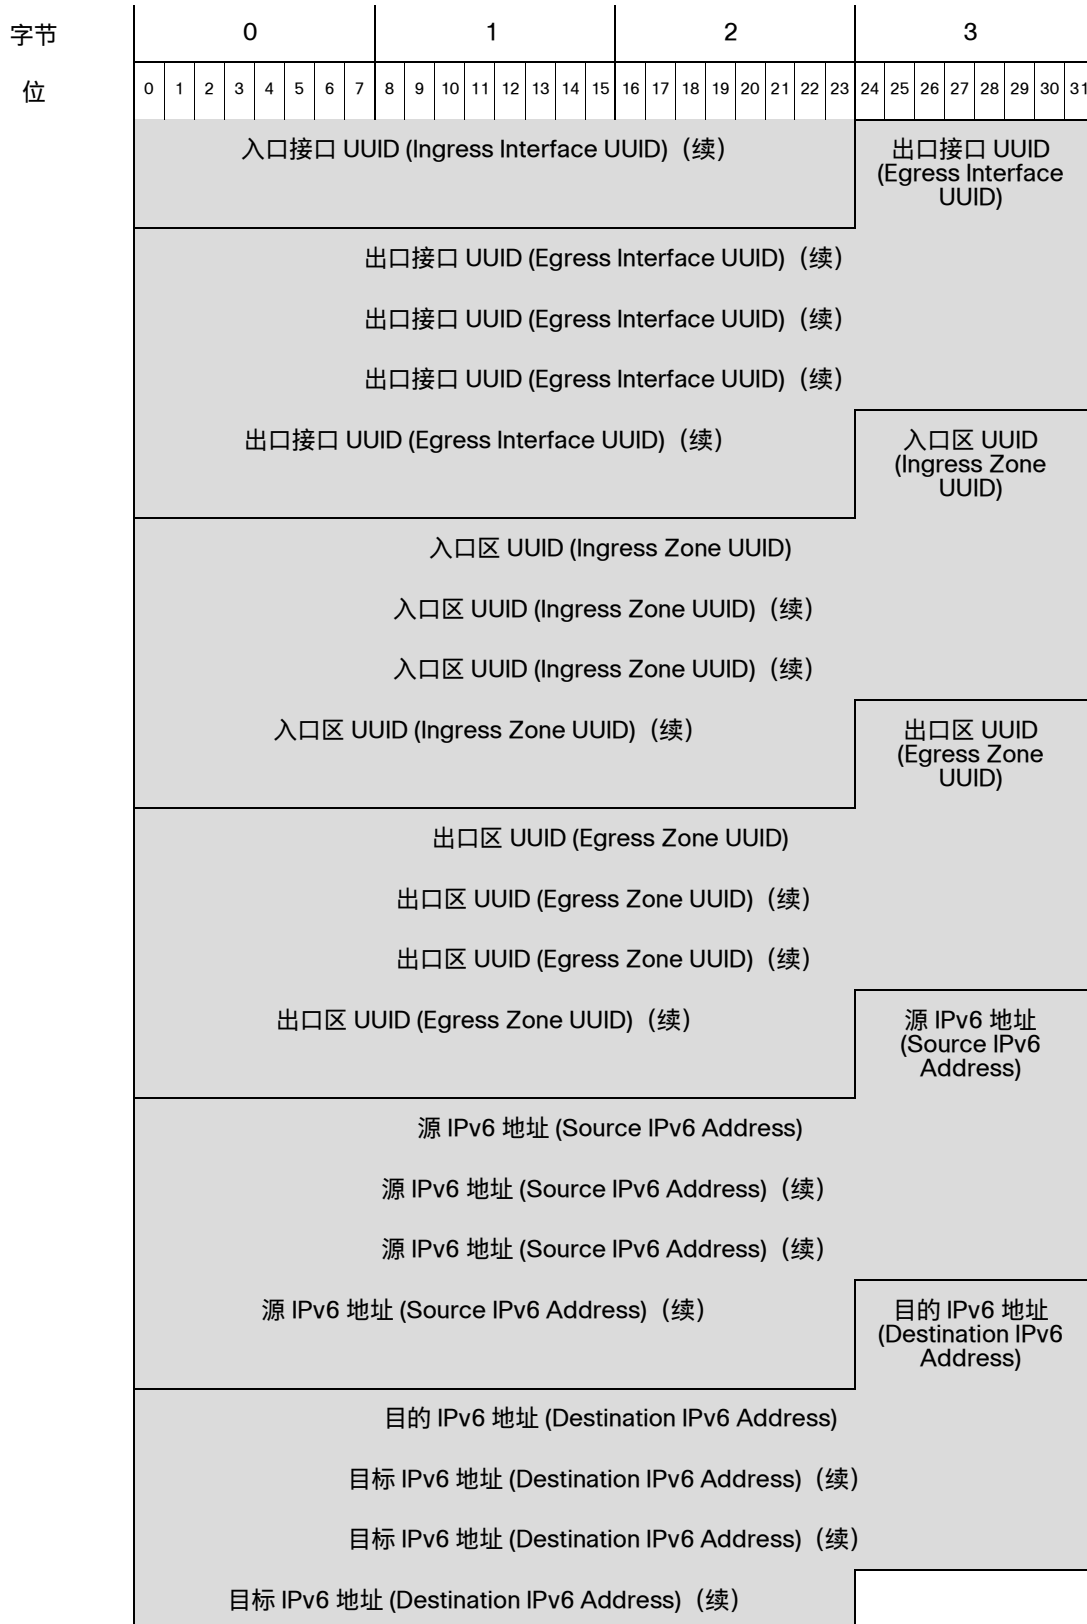 字节 0 1 2 3
位 0 1 2 3 4 5 6 7 8 9 10 11 12 13 14 15 16 17 18 19 20 21 22 23 24 25 26 27 28 29 30 31
入口接口 UUID (Ingress Interface UUID)（续）
出口接口 UUID
(Egress Interface
UUID)
出口接口 UUID (Egress Interface UUID)（续）
出口接口 UUID (Egress Interface UUID)（续）
出口接口 UUID (Egress Interface UUID)（续）
出口接口 UUID (Egress Interface UUID)（续）
入口区 UUID
(Ingress Zone
UUID)
入口区 UUID (Ingress Zone UUID)
入口区 UUID (Ingress Zone UUID)（续）
入口区 UUID (Ingress Zone UUID)（续）
入口区 UUID (Ingress Zone UUID)（续）
出口区 UUID
(Egress Zone
UUID)
出口区 UUID (Egress Zone UUID)
出口区 UUID (Egress Zone UUID)（续）
出口区 UUID (Egress Zone UUID)（续）
出口区 UUID (Egress Zone UUID)（续）
源 IPv6 地址
(Source IPv6
Address)
源 IPv6 地址 (Source IPv6 Address)
源 IPv6 地址 (Source IPv6 Address)（续）
源 IPv6 地址 (Source IPv6 Address)（续）
源 IPv6 地址 (Source IPv6 Address)（续）
目的 IPv6 地址
(Destination IPv6
Address)
目的 IPv6 地址 (Destination IPv6 Address)
目标 IPv6 地址 (Destination IPv6 Address)（续）
目标 IPv6 地址 (Destination IPv6 Address)（续）
目标 IPv6 地址 (Destination IPv6 Address)（续）